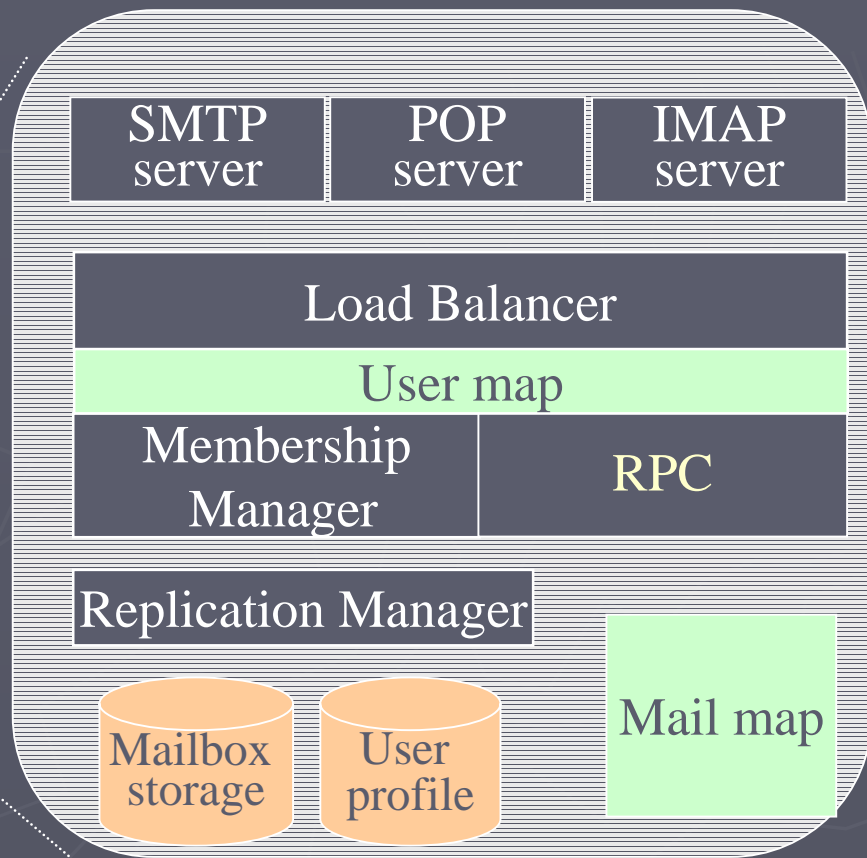 SMTP
server
POP
server
IMAP
server
Load Balancer
User map
Membership
Manager
RPC
Replication Manager
Mailbox
storage
User
profile
Mail map